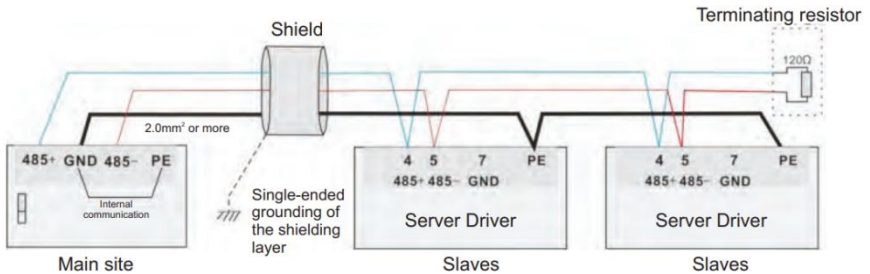 Terminating resistor
Shield
120Ω
2.0mm² or more
485+ GND 485- PE
Internal
communication
Main site
Single-ended
grounding of
the shielding
layer
4 5 7 PE
485+ 485- GND
Server Driver
Slaves
4 5 7 PE
485+ 485- GND
Server Driver
Slaves